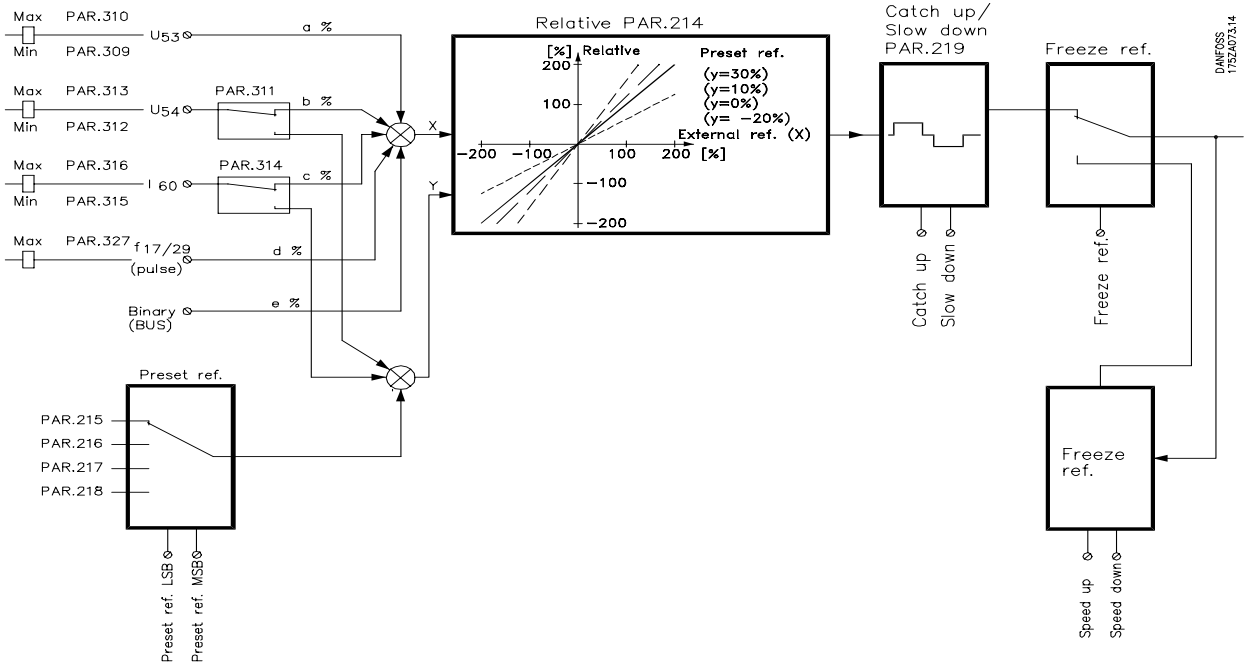 Max PAR.310
Min PAR.309
U53
a %
Max PAR.313
Min PAR.312
U54
PAR.311
b %
Max PAR.316
Min PAR.315
I 60
PAR.314
c %
Max PAR.327
f17/29
(pulse)
d %
Binary
(BUS)
e %
X
Y
Relative PAR.214
[%] Relative
200
100
-200
-100
100 200
[%]
-100
-200
Preset ref.
(y=30%)
(y=10%)
(y=0%)
(y= -20%)
External ref. (X)
Catch up/
Slow down
PAR.219
Catch up
Slow down
Freeze ref.
Freeze ref.
DANFOSS
175ZA073.14
Preset ref.
PAR.215
PAR.216
PAR.217
PAR.218
Preset ref. LSB
Preset ref. MSB
Freeze
ref.
Speed up
Speed down